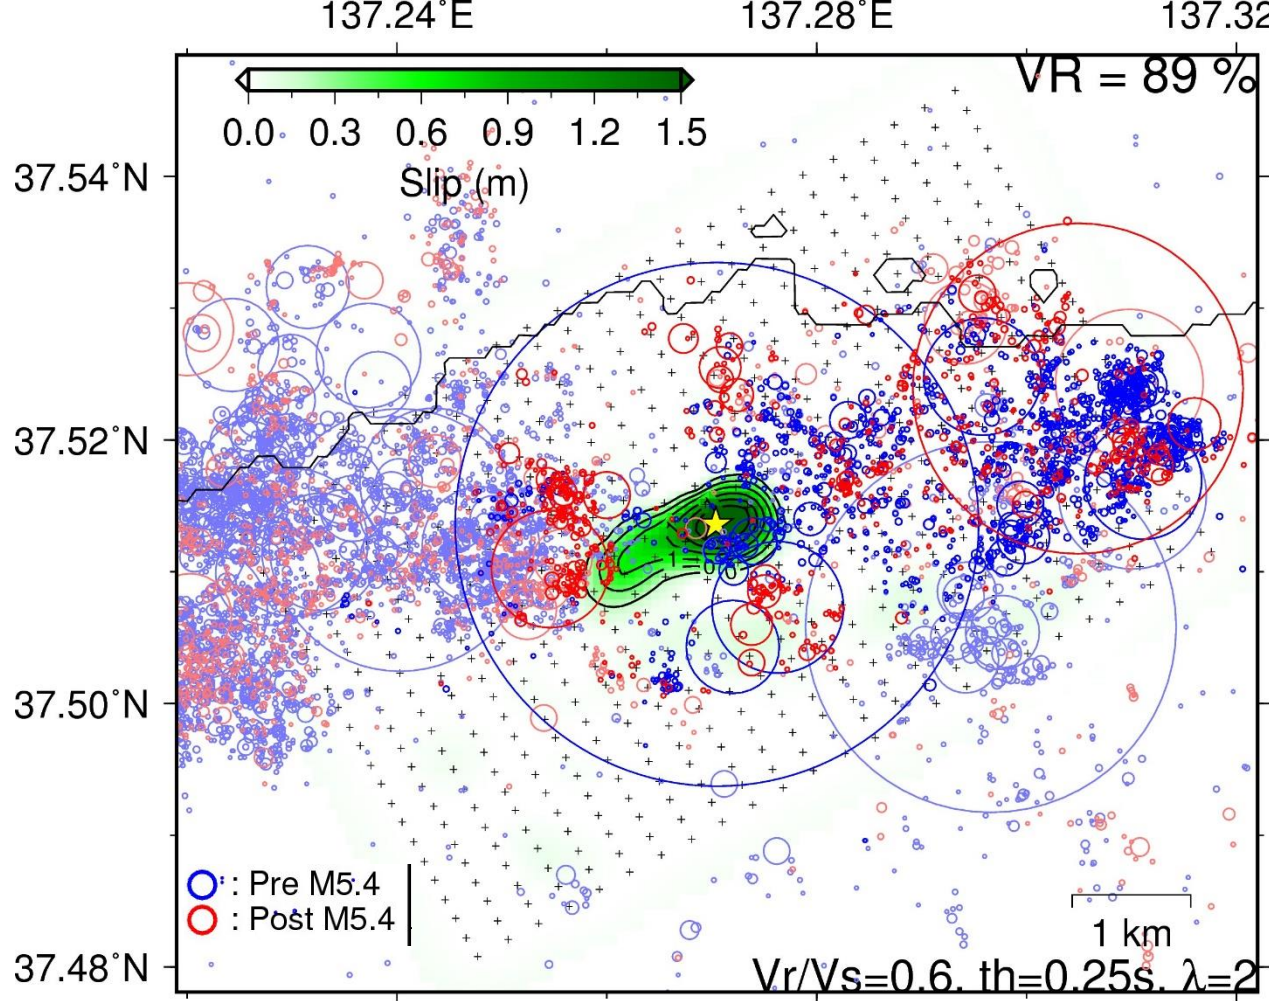 137.24°E
137.28°E
137.32
VR = 89 %
0.0 0.3 0.6 0.9 1.2 1.5
Slip (m)
37.54°N
37.52°N
37.50°N
37.48°N
: Pre M5.4
: Post M5.4
1 km
Vr/Vs=0.6, th=0.25s, λ=2